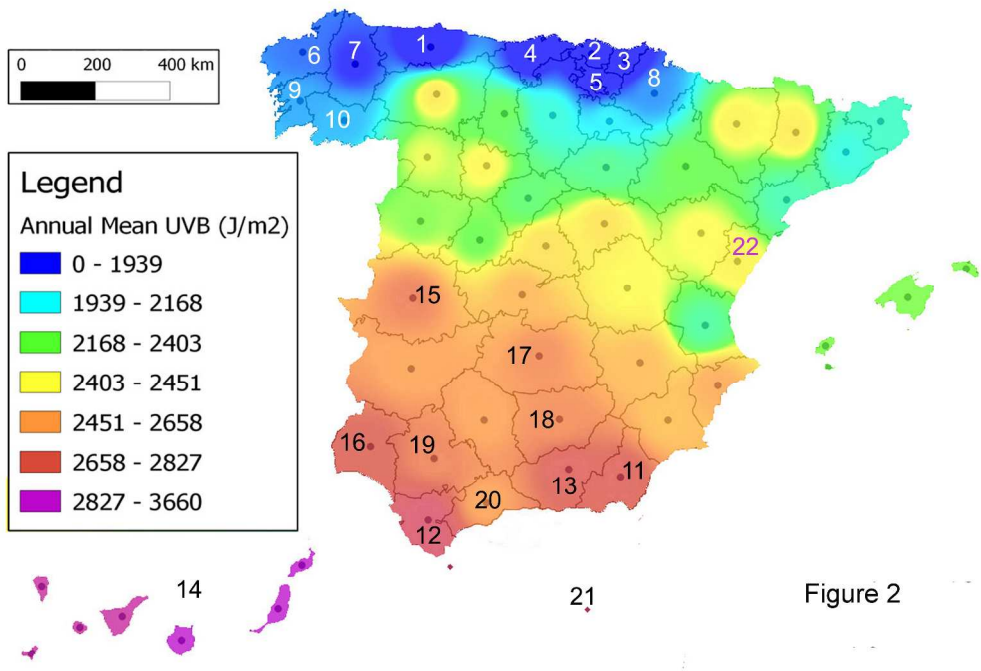 0 200 400 km
Legend
Annual Mean UVB (J/m2)
0 - 1939
1939 - 2168
2168 - 2403
2403 - 2451
2451 - 2658
2658 - 2827
2827 - 3660
1
2
3
4
5
6
7
8
9
10
22
15
17
18
16
19
11
13
20
12
14
21
Figure 2